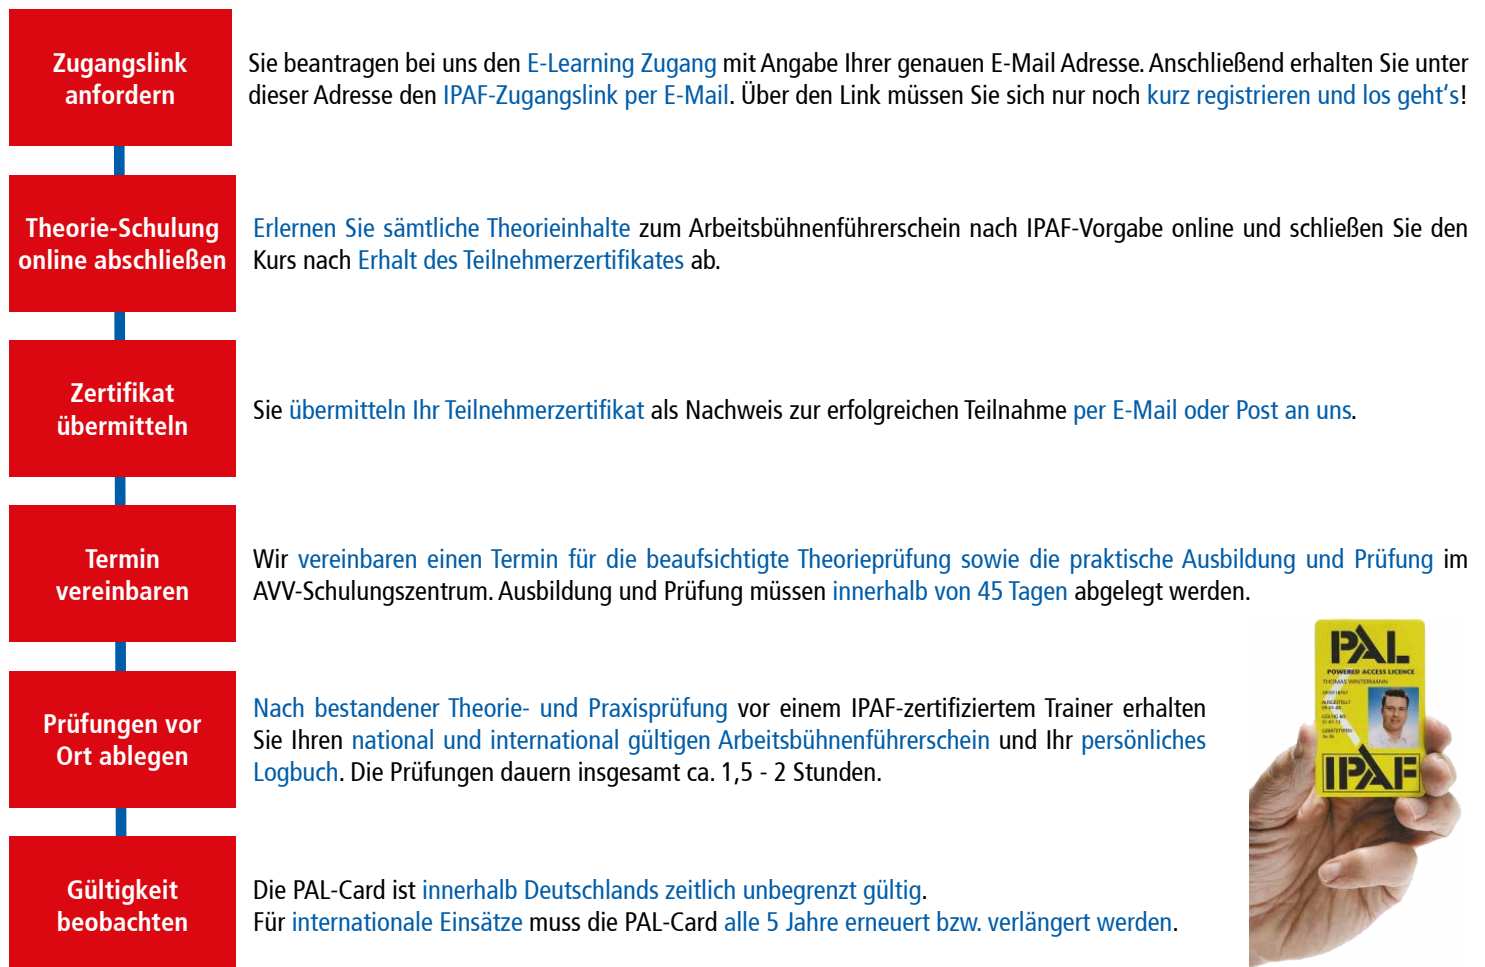 Zugangslink
anfordern
Sie beantragen bei uns den E-Learning Zugang mit Angabe Ihrer genauen E-Mail Adresse. Anschließend erhalten Sie unter
dieser Adresse den IPAF-Zugangslink per E-Mail. Über den Link müssen Sie sich nur noch kurz registrieren und los geht's!
Theorie-Schulung
online abschließen
Erlernen Sie sämtliche Theorieinhalte zum Arbeitsbühnenführerschein nach IPAF-Vorgabe online und schließen Sie den
Kurs nach Erhalt des Teilnehmerzertifikates ab.
Zertifikat
übermitteln
Sie übermitteln Ihr Teilnehmerzertifikat als Nachweis zur erfolgreichen Teilnahme per E-Mail oder Post an uns.
Termin
vereinbaren
Wir vereinbaren einen Termin für die beaufsichtigte Theorieprüfung sowie die praktische Ausbildung und Prüfung im
AVV-Schulungszentrum. Ausbildung und Prüfung müssen innerhalb von 45 Tagen abgelegt werden.
Prüfungen vor
Ort ablegen
Nach bestandener Theorie- und Praxisprüfung vor einem IPAF-zertifiziertem Trainer erhalten
Sie Ihren national und international gültigen Arbeitsbühnenführerschein und Ihr persönliches
Logbuch. Die Prüfungen dauern insgesamt ca. 1,5 - 2 Stunden.
PAL
POWERED ACCESS LICENCE
THOMAS WINTERMANN
AUSGESTELLT
GÜLTIG BIS
IPAF
Gültigkeit
beobachten
Die PAL-Card ist innerhalb Deutschlands zeitlich unbegrenzt gültig.
Für internationale Einsätze muss die PAL-Card alle 5 Jahre erneuert bzw. verlängert werden.